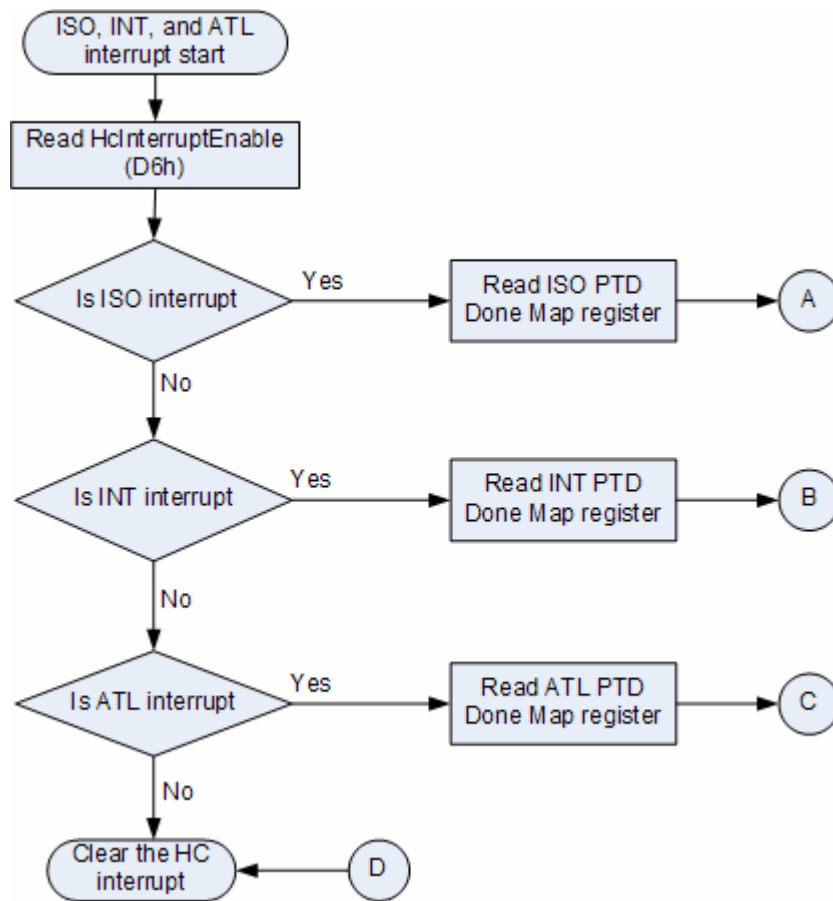 ISO, INT, and ATL
interrupt start
Read HcInterruptEnable
(D6h)
Is ISO interrupt
Yes
Read ISO PTD
Done Map register
A
No
Is INT interrupt
Yes
Read INT PTD
Done Map register
B
No
Is ATL interrupt
Yes
Read ATL PTD
Done Map register
C
No
Clear the HC
interrupt
D